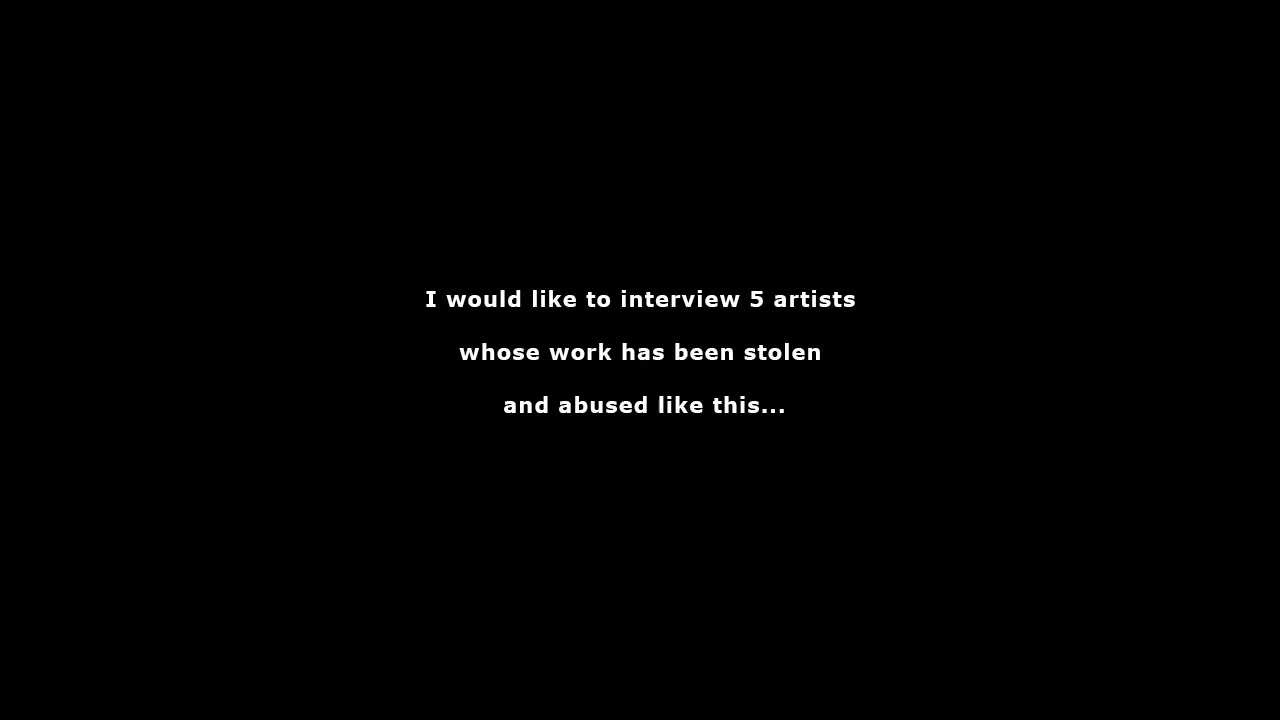 I would like to interview 5 artists
whose work has been stolen
and abused like this...